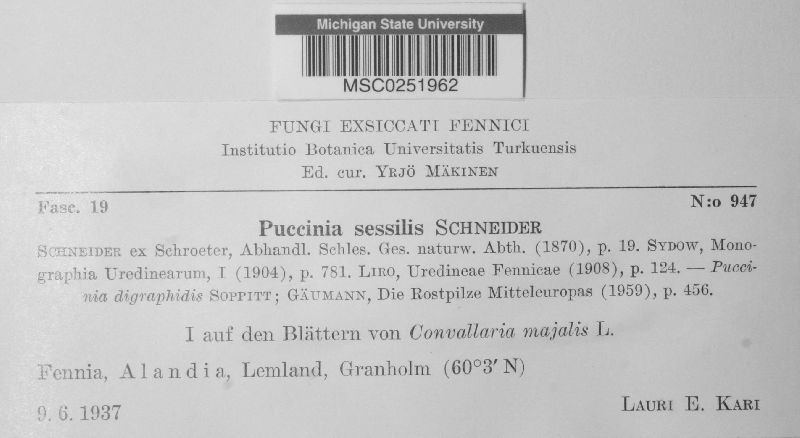 Michigan State University
MSC0251962
FUNGI EXSICCATI FENNICI
Institutio Botanica Universitatis Turkuensis
Ed. cur. YRJÖ MÄKINEN
Fasc. 19
N:o 947
Puccinia sessilis SCHNEIDER
SCHNEIDER ex Schroeter, Abhandl. Schles. Ges. naturw. Abth. (1870), p. 19. SYDOW, Mono-
graphia Uredinearum, I (1904), p. 781. LIRO, Uredineae Fennicae (1908), p. 124. — Pucci-
nia digraphidis SOPPITT; GÄUMANN, Die Rostpilze Mitteleuropas (1959), p. 456.
I auf den Blättern von Convallaria majalis L.
Fennia, Alandia, Lemland, Granholm (60°3′ N)
9. 6. 1937
LAURI E. KARI